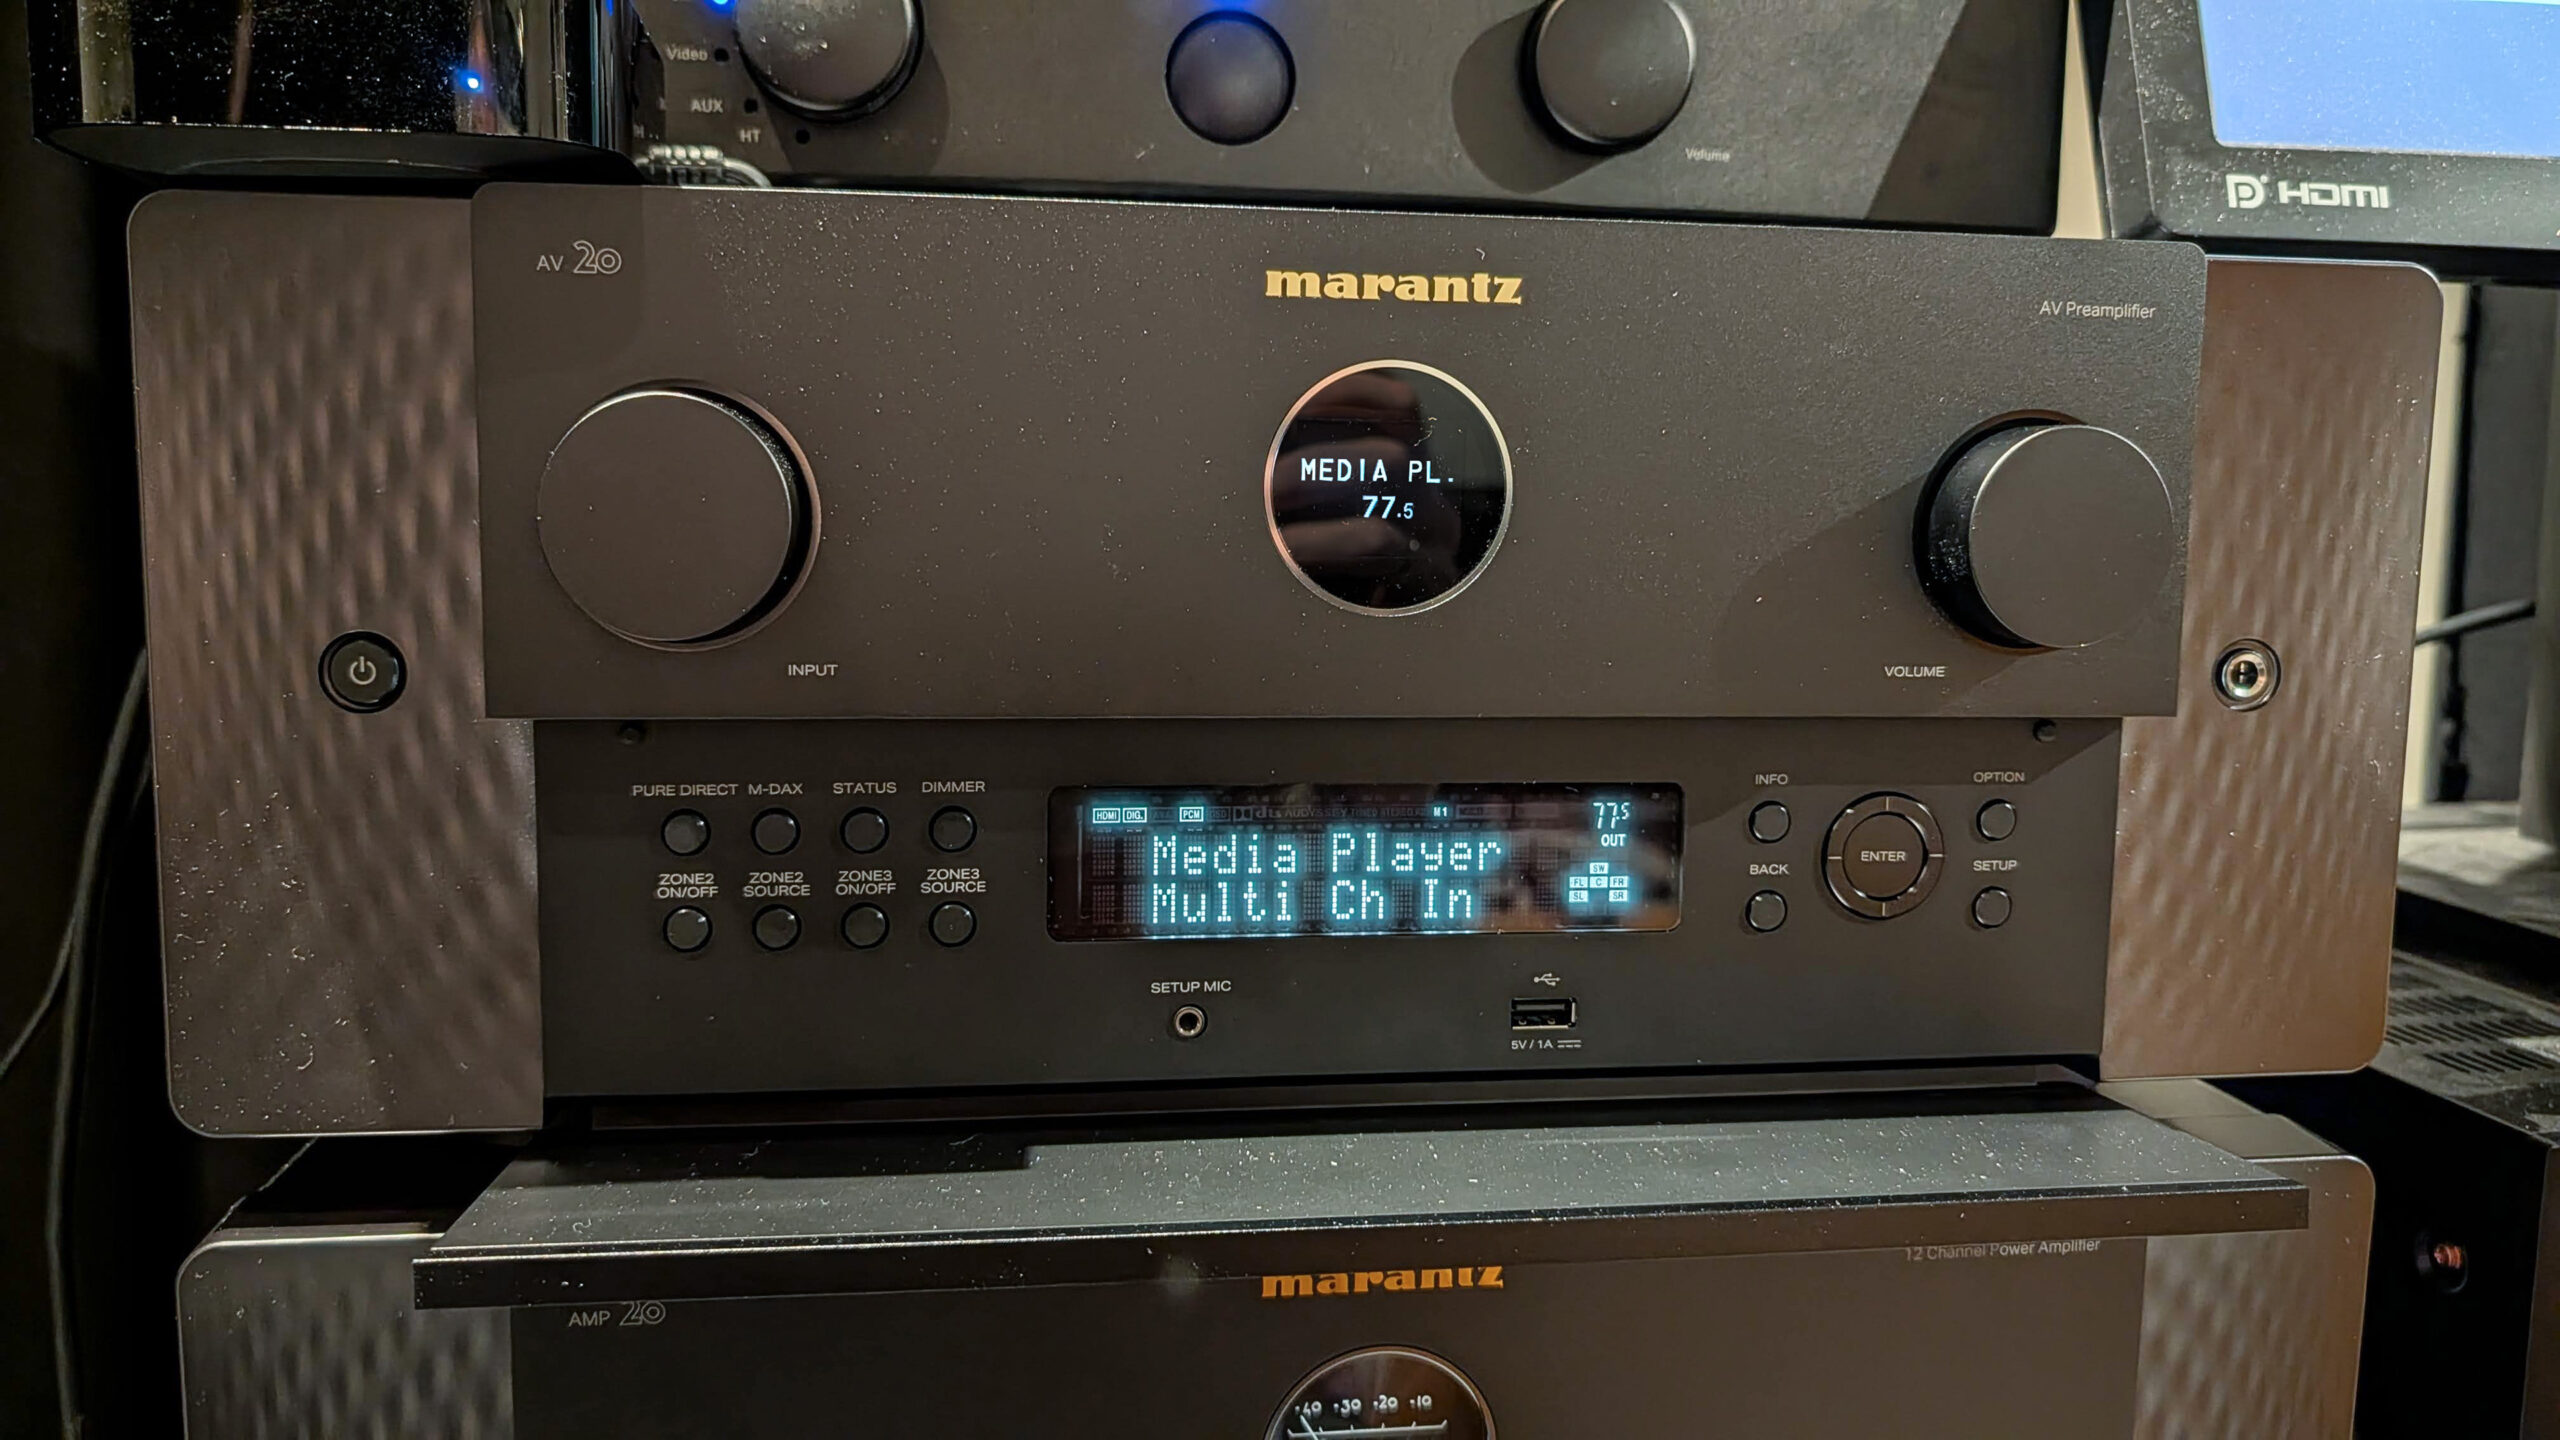 Video
AUX
HT
Volume
HDMI
AV 20
marantz
AV Preamplifier
MEDIA PL.
77.5
INPUT
VOLUME
PURE DIRECT M-DAX STATUS DIMMER
ZONE2 ON/OFF
ZONE2 SOURCE
ZONE3 ON/OFF
ZONE3 SOURCE
HDMI DIG. PCM M1
77.5
OUT
Media Player
Multi Ch In
SW
FL C FR
SL SR
INFO
OPTION
BACK
ENTER
SETUP
SETUP MIC
5V/1A
12 Channel Power Amplifier
marantz
AMP 20
-40 -30 -20 -10